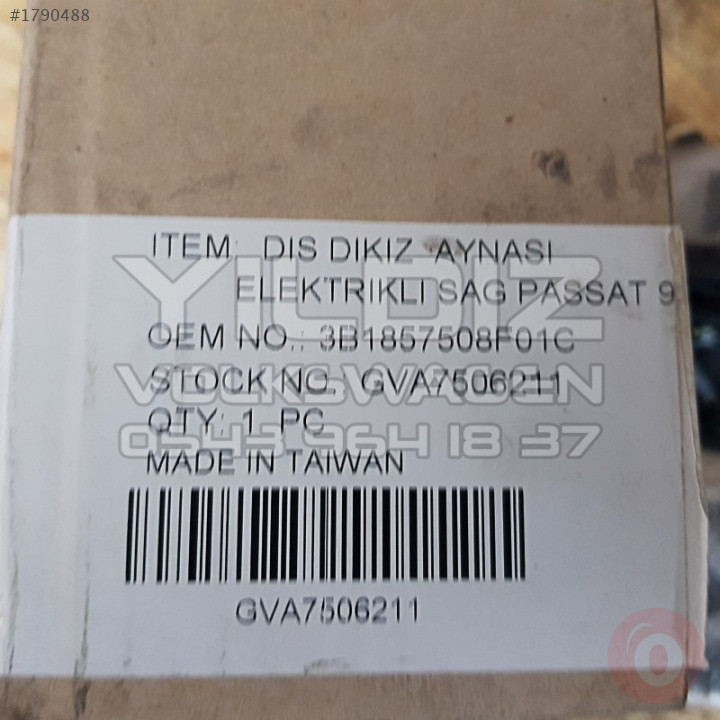 #1790488
ITEM: DIS DIKIZ AYNASI
ELEKTRIKLI SAG PASSAT 9
OEM NO.: 3B1857508F01C
STOCK NO. GVA7506211
QTY: 1 PC
MADE IN TAIWAN
GVA7506211
YILDIZ
VOLKSWAGEN
0543 964 18 37
O